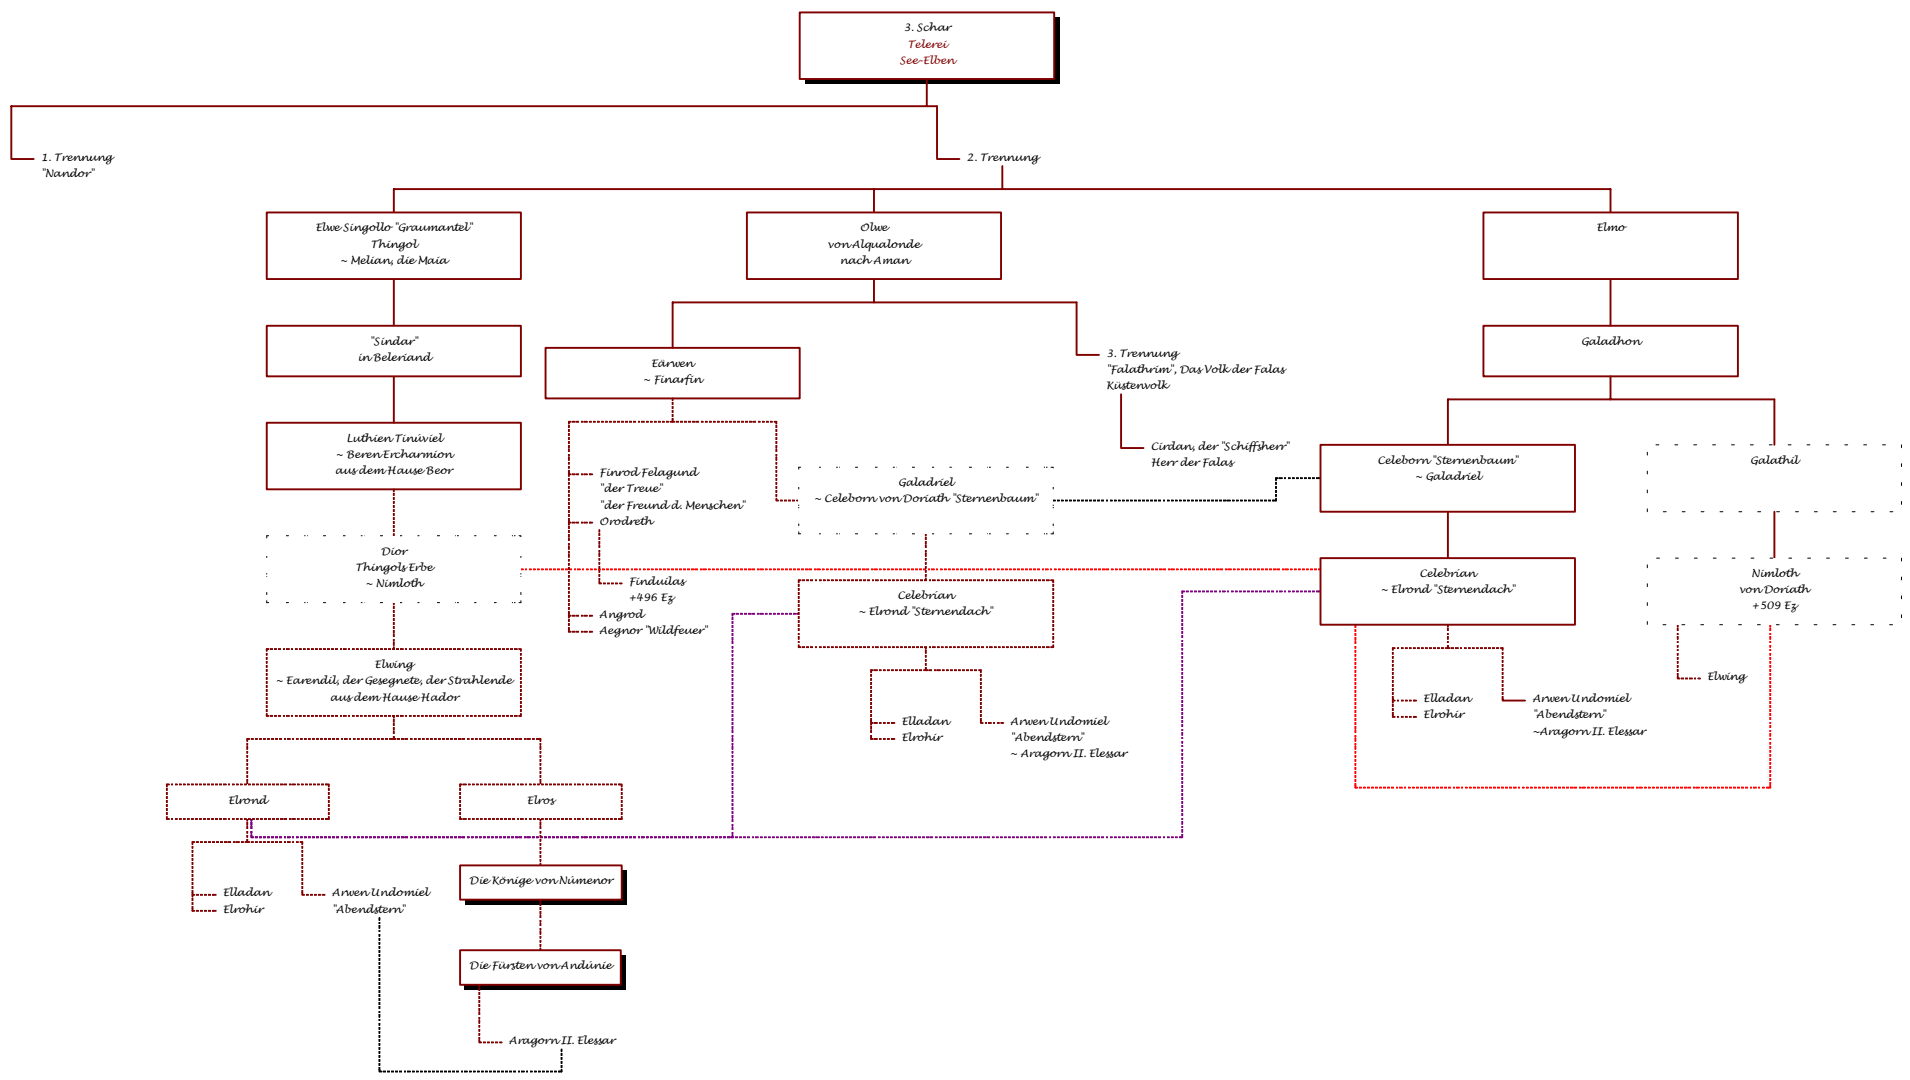 3. Schar
Telerei
See-Elben
1. Trennung
"Nandor"
2. Trennung
Elwe Singollo "Graumantel"
Thingol
~ Melian, die Maia
Olwe
von Alqualonde
nach Aman
Elmo
"Sindar"
in Beleriand
Eärwen
~ Finarfin
3. Trennung
"Falathrim", Das Volk der Falas
Küstenvolk
Galadhon
Luthien Tinúviel
~ Beren Ercharmion
aus dem Hause Beor
Finrod Felagund
"der Treue"
"der Freund d. Menschen"
Orodreth
Finduilas
+496 Ez
Angrod
Aegnor "Wildfeuer"
Galadriel
~ Celeborn von Doriath "Sternenbaum"
Cirdan, der "Schiffsherr"
Herr der Falas
Celeborn "Sternenbaum"
~ Galadriel
Galathil
Dior
Thingols Erbe
~ Nimloth
Celebrian
~ Elrond "Sternendach"
Celebrian
~ Elrond "Sternendach"
Nimloth
von Doriath
+509 Ez
Elwing
~ Earendil, der Gesegnete, der Strahlende
aus dem Hause Hador
Elladan
Elrohir
Arwen Undomiel
"Abendstern"
~ Aragorn II. Elessar
Elladan
Elrohir
Arwen Undomiel
"Abendstern"
~Aragorn II. Elessar
Elwing
Elrond
Elros
Elladan
Elrohir
Arwen Undomiel
"Abendstern"
Die Könige von Númenor
Die Fürsten von Andúnie
Aragorn II. Elessar